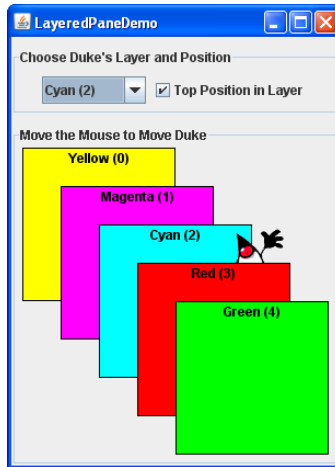 LayeredPaneDemo
Choose Duke's Layer and Position
Cyan (2) Top Position in Layer
Move the Mouse to Move Duke
Yellow (0)
Magenta (1)
Cyan (2)
Red (3)
Green (4)